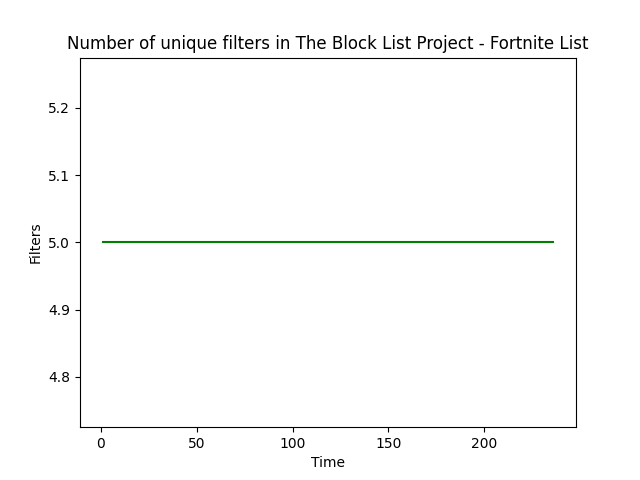 Number of unique filters in The Block List Project - Fortnite List
5.2
5.1
5.0
4.9
4.8
Filters
0 50 100 150 200
Time